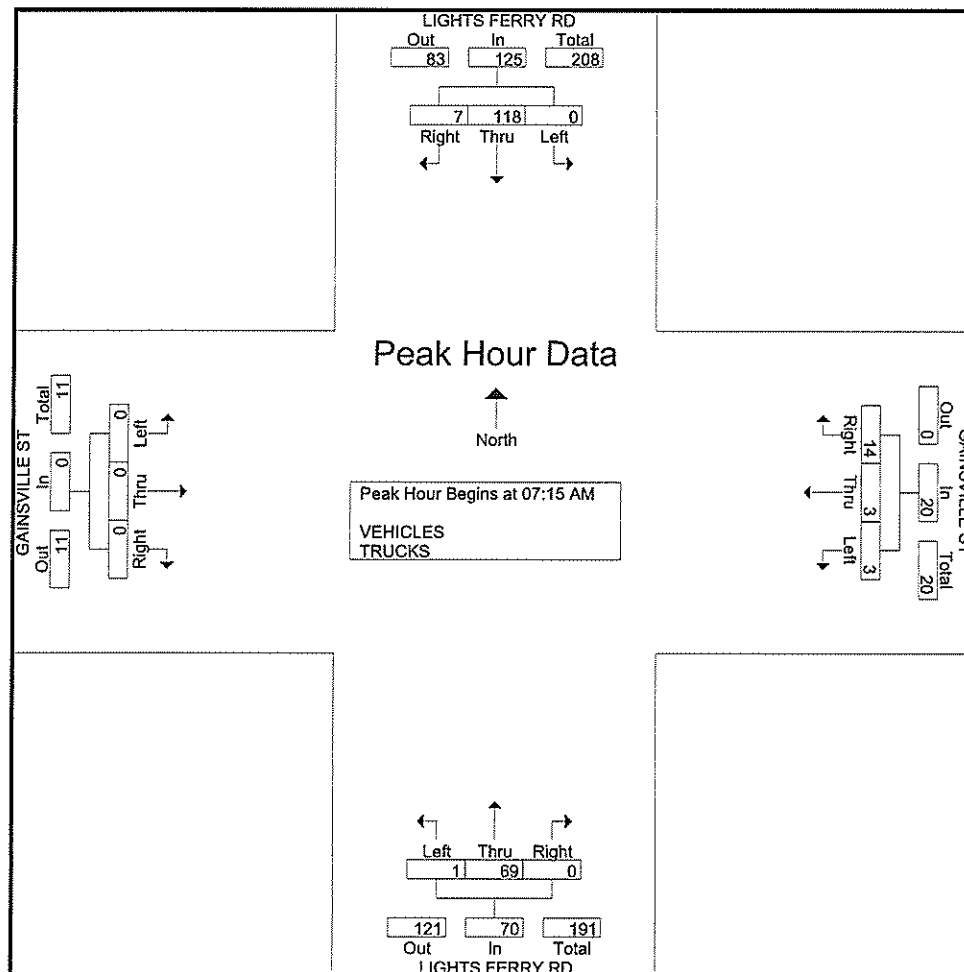 LIGHTS FERRY RD
Out In Total
83 125 208
7 118 0
Right Thru Left
Peak Hour Data
North
Peak Hour Begins at 07:15 AM
VEHICLES
TRUCKS
GAINSVILLE ST
Out In Total
11 0 11
Left Thru Right
0 0 0
GAINSVILLE ST
Out In Total
0 20 20
Right Thru Left
14 3 3
Left Thru Right
1 69 0
121 70 191
Out In Total
LIGHTS FERRY RD